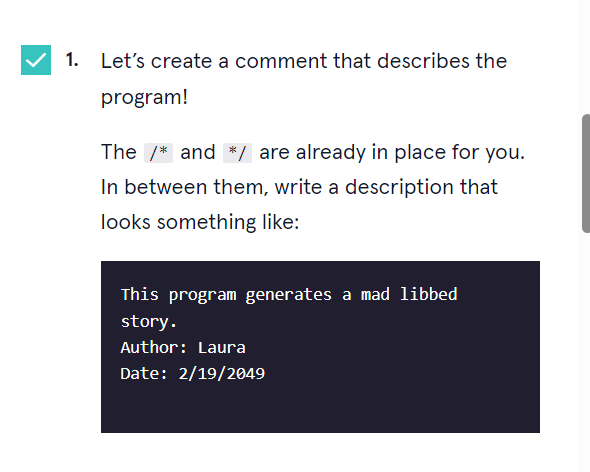 1. Let’s create a comment that describes the
program!
The /* and */ are already in place for you.
In between them, write a description that
looks something like:
This program generates a mad libbed
story.
Author: Laura
Date: 2/19/2049